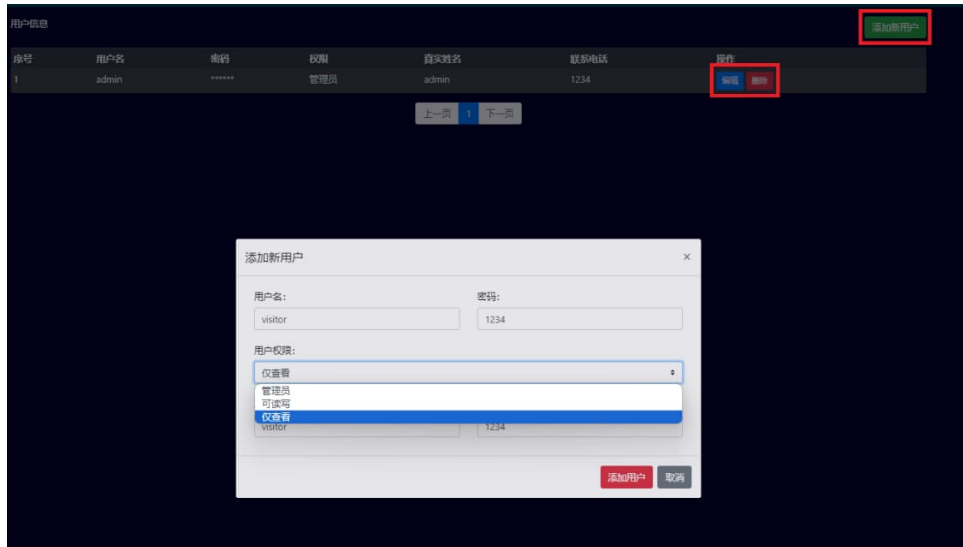 用户信息
添加新用户
序号 用户名 密码 权限 真实姓名 联系电话 操作
1 admin ****** 管理员 admin 1234 编辑 删除
上一页 1 下一页
添加新用户 ×
用户名: 密码:
visitor 1234
用户权限:
仅查看
管理员
可读写
仅查看
visitor 1234
添加用户 取消